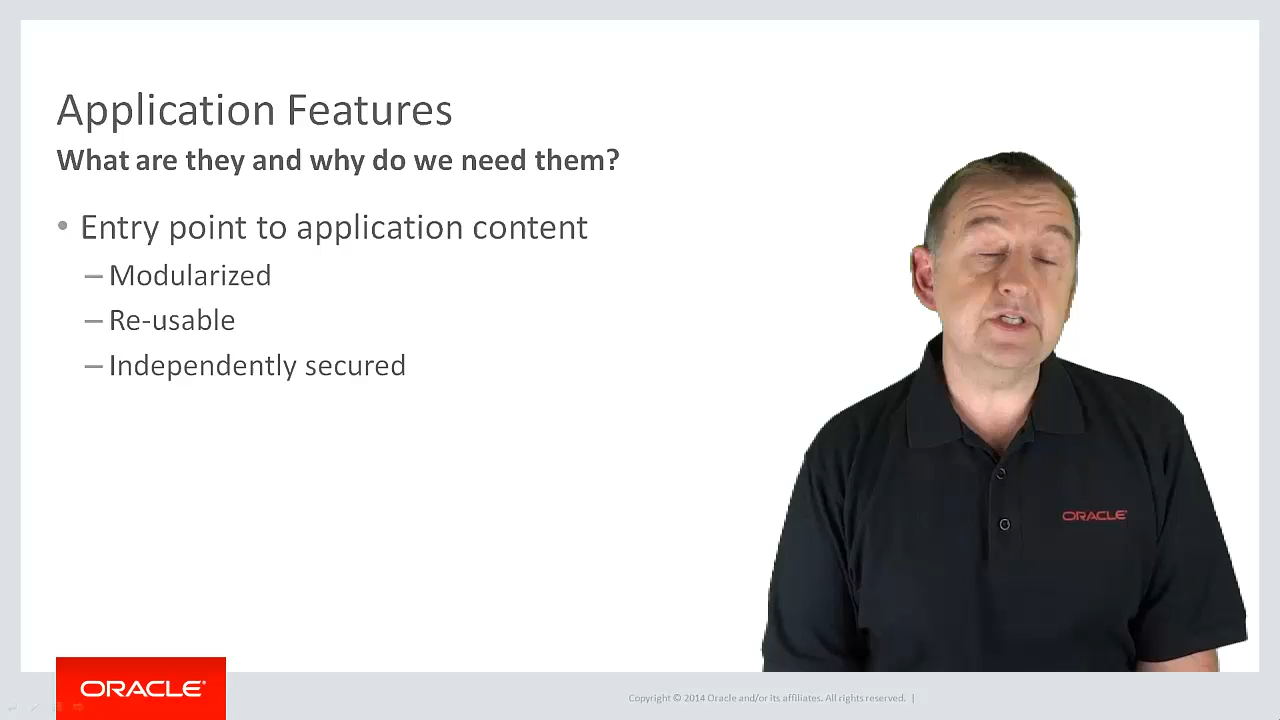 Application Features
What are they and why do we need them?
• Entry point to application content
– Modularized
– Re-usable
– Independently secured
ORACLE
ORACLE®
Copyright © 2014 Oracle and/or its affiliates. All rights reserved. |